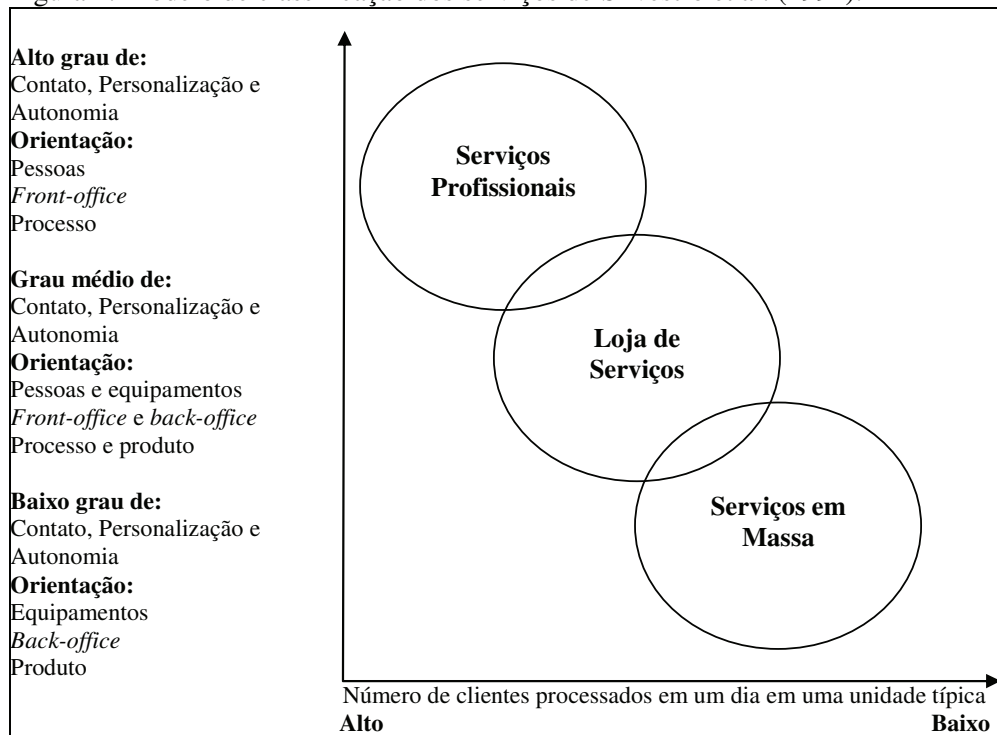 Alto grau de:
Contato, Personalização e
Autonomia
Orientação:
Pessoas
Front-office
Processo
Grau médio de:
Contato, Personalização e
Autonomia
Orientação:
Pessoas e equipamentos
Front-office e back-office
Processo e produto
Baixo grau de:
Contato, Personalização e
Autonomia
Orientação:
Equipamentos
Back-office
Produto
Serviços
Profissionais
Loja de
Serviços
Serviços em
Massa
Número de clientes processados em um dia em uma unidade típica
Alto Baixo